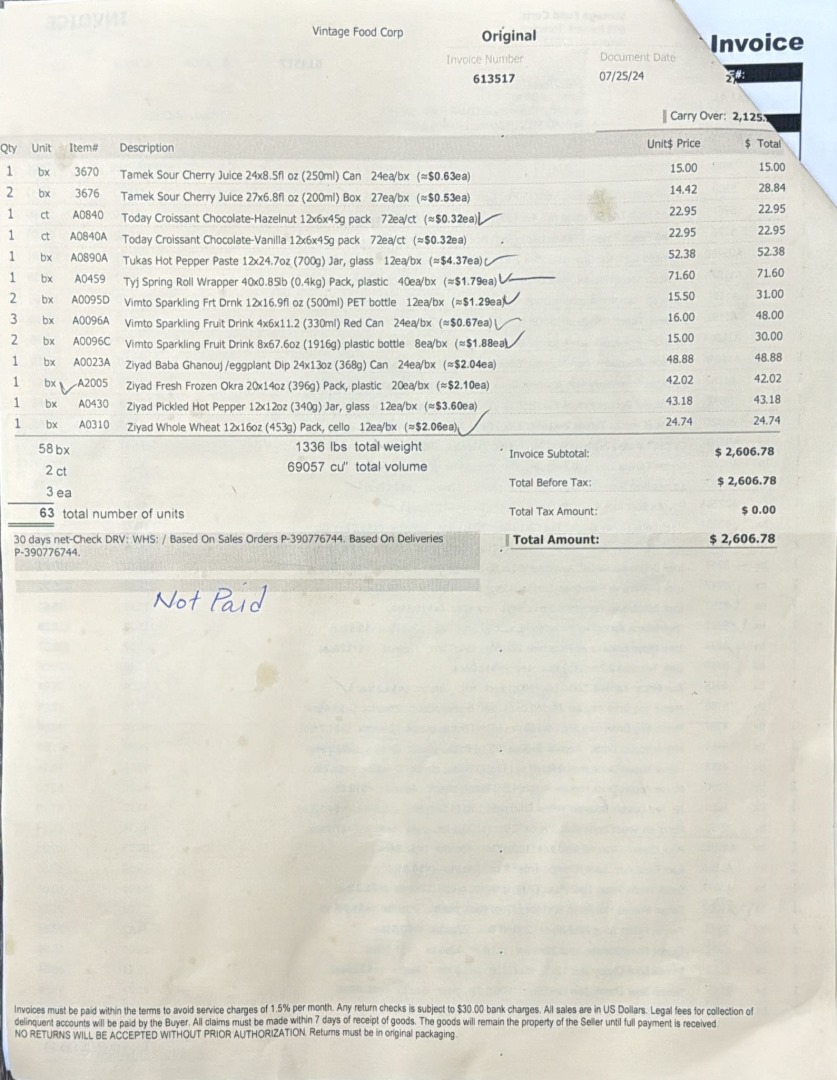 Vintage Food Corp
Original
Invoice
Invoice Number
Document Date
613517
07/25/24
Carry Over: 2,125.
Qty Unit Item# Description Unit$ Price $ Total
1 bx 3670 Tamek Sour Cherry Juice 24x8.5fl oz (250ml) Can 24ea/bx (≈$0.63ea) 15.00 15.00
2 bx 3676 Tamek Sour Cherry Juice 27x6.8fl oz (200ml) Box 27ea/bx (≈$0.53ea) 14.42 28.84
1 ct A0840 Today Croissant Chocolate-Hazelnut 12x6x45g pack 72ea/ct (≈$0.32ea) 22.95 22.95
1 ct A0840A Today Croissant Chocolate-Vanilla 12x6x45g pack 72ea/ct (≈$0.32ea) 22.95 22.95
1 bx A0890A Tukas Hot Pepper Paste 12x24.7oz (700g) Jar, glass 12ea/bx (≈$4.37ea) 52.38 52.38
1 bx A0459 Tyj Spring Roll Wrapper 40x0.85lb (0.4kg) Pack, plastic 40ea/bx (≈$1.79ea) 71.60 71.60
2 bx A0095D Vimto Sparkling Frt Drnk 12x16.9fl oz (500ml) PET bottle 12ea/bx (≈$1.29ea) 15.50 31.00
3 bx A0096A Vimto Sparkling Fruit Drink 4x6x11.2 (330ml) Red Can 24ea/bx (≈$0.67ea) 16.00 48.00
2 bx A0096C Vimto Sparkling Fruit Drink 8x67.6oz (1916g) plastic bottle 8ea/bx (≈$1.88ea) 15.00 30.00
1 bx A0023A Ziyad Baba Ghanouj /eggplant Dip 24x13oz (368g) Can 24ea/bx (≈$2.04ea) 48.88 48.88
1 bx A2005 Ziyad Fresh Frozen Okra 20x14oz (396g) Pack, plastic 20ea/bx (≈$2.10ea) 42.02 42.02
1 bx A0430 Ziyad Pickled Hot Pepper 12x12oz (340g) Jar, glass 12ea/bx (≈$3.60ea) 43.18 43.18
1 bx A0310 Ziyad Whole Wheat 12x16oz (453g) Pack, cello 12ea/bx (≈$2.06ea) 24.74 24.74
58 bx 1336 lbs total weight Invoice Subtotal: $ 2,606.78
2 ct 69057 cu" total volume
Total Before Tax: $ 2,606.78
3 ea
63 total number of units Total Tax Amount: $ 0.00
30 days net-Check DRV: WHS: / Based On Sales Orders P-390776744. Based On Deliveries
P-390776744.
Total Amount: $ 2,606.78
Not Paid
Invoices must be paid within the terms to avoid service charges of 1.5% per month. Any return checks is subject to $30.00 bank charges. All sales are in US Dollars. Legal fees for collection of
delinquent accounts will be paid by the Buyer. All claims must be made within 7 days of receipt of goods. The goods will remain the property of the Seller until full payment is received.
NO RETURNS WILL BE ACCEPTED WITHOUT PRIOR AUTHORIZATION. Returns must be in original packaging.